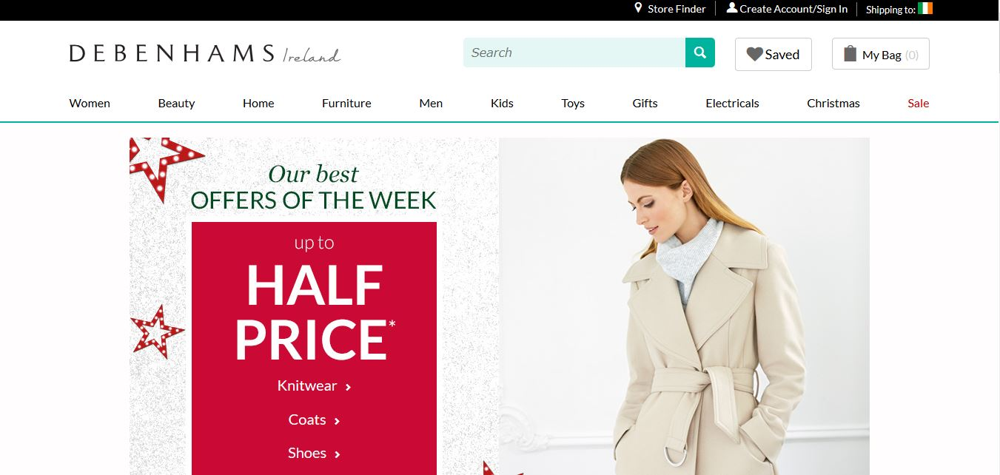 Store Finder Create Account/Sign In Shipping to:
DEBENHAMS Ireland
Search
Saved
My Bag (0)
Women Beauty Home Furniture Men Kids Toys Gifts Electricals Christmas Sale
Our best
OFFERS OF THE WEEK
up to
HALF
PRICE*
Knitwear ›
Coats ›
Shoes ›